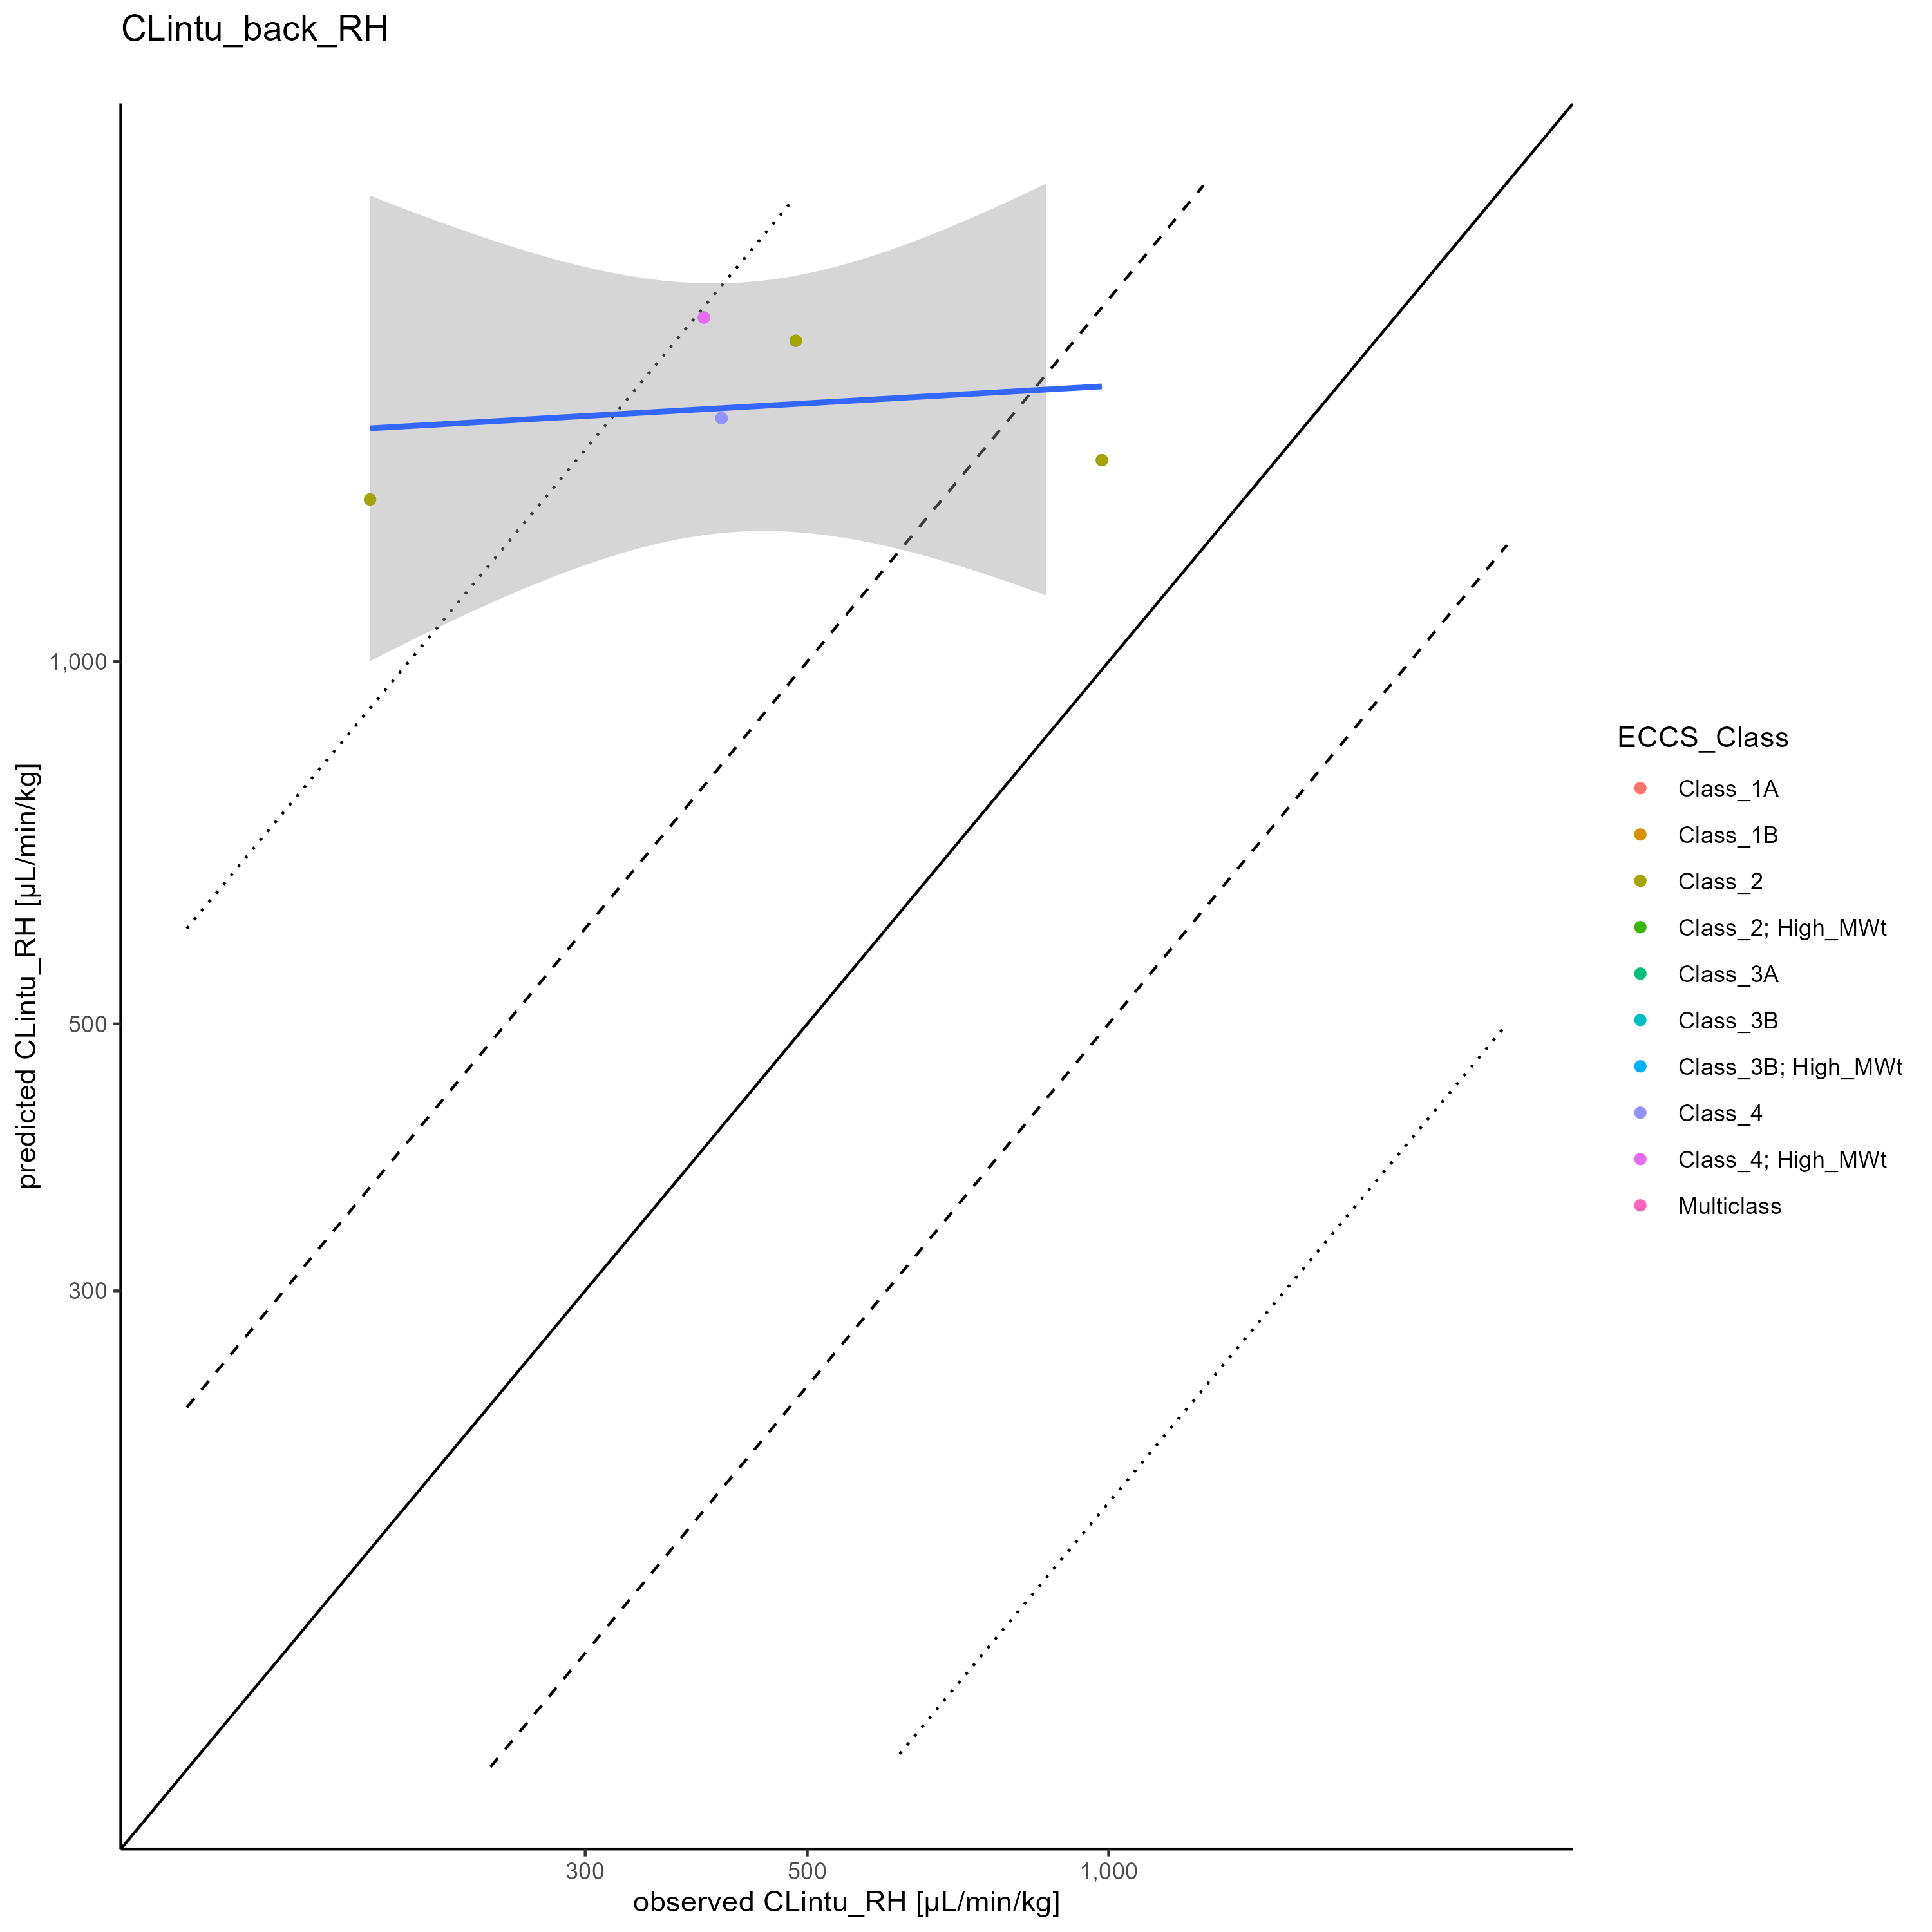 CLintu_back_RH
predicted CLintu_RH [µL/min/kg]
1,000
500
300
300
500
1,000
observed CLintu_RH [µL/min/kg]
ECCS_Class
Class_1A
Class_1B
Class_2
Class_2; High_MWt
Class_3A
Class_3B
Class_3B; High_MWt
Class_4
Class_4; High_MWt
Multiclass